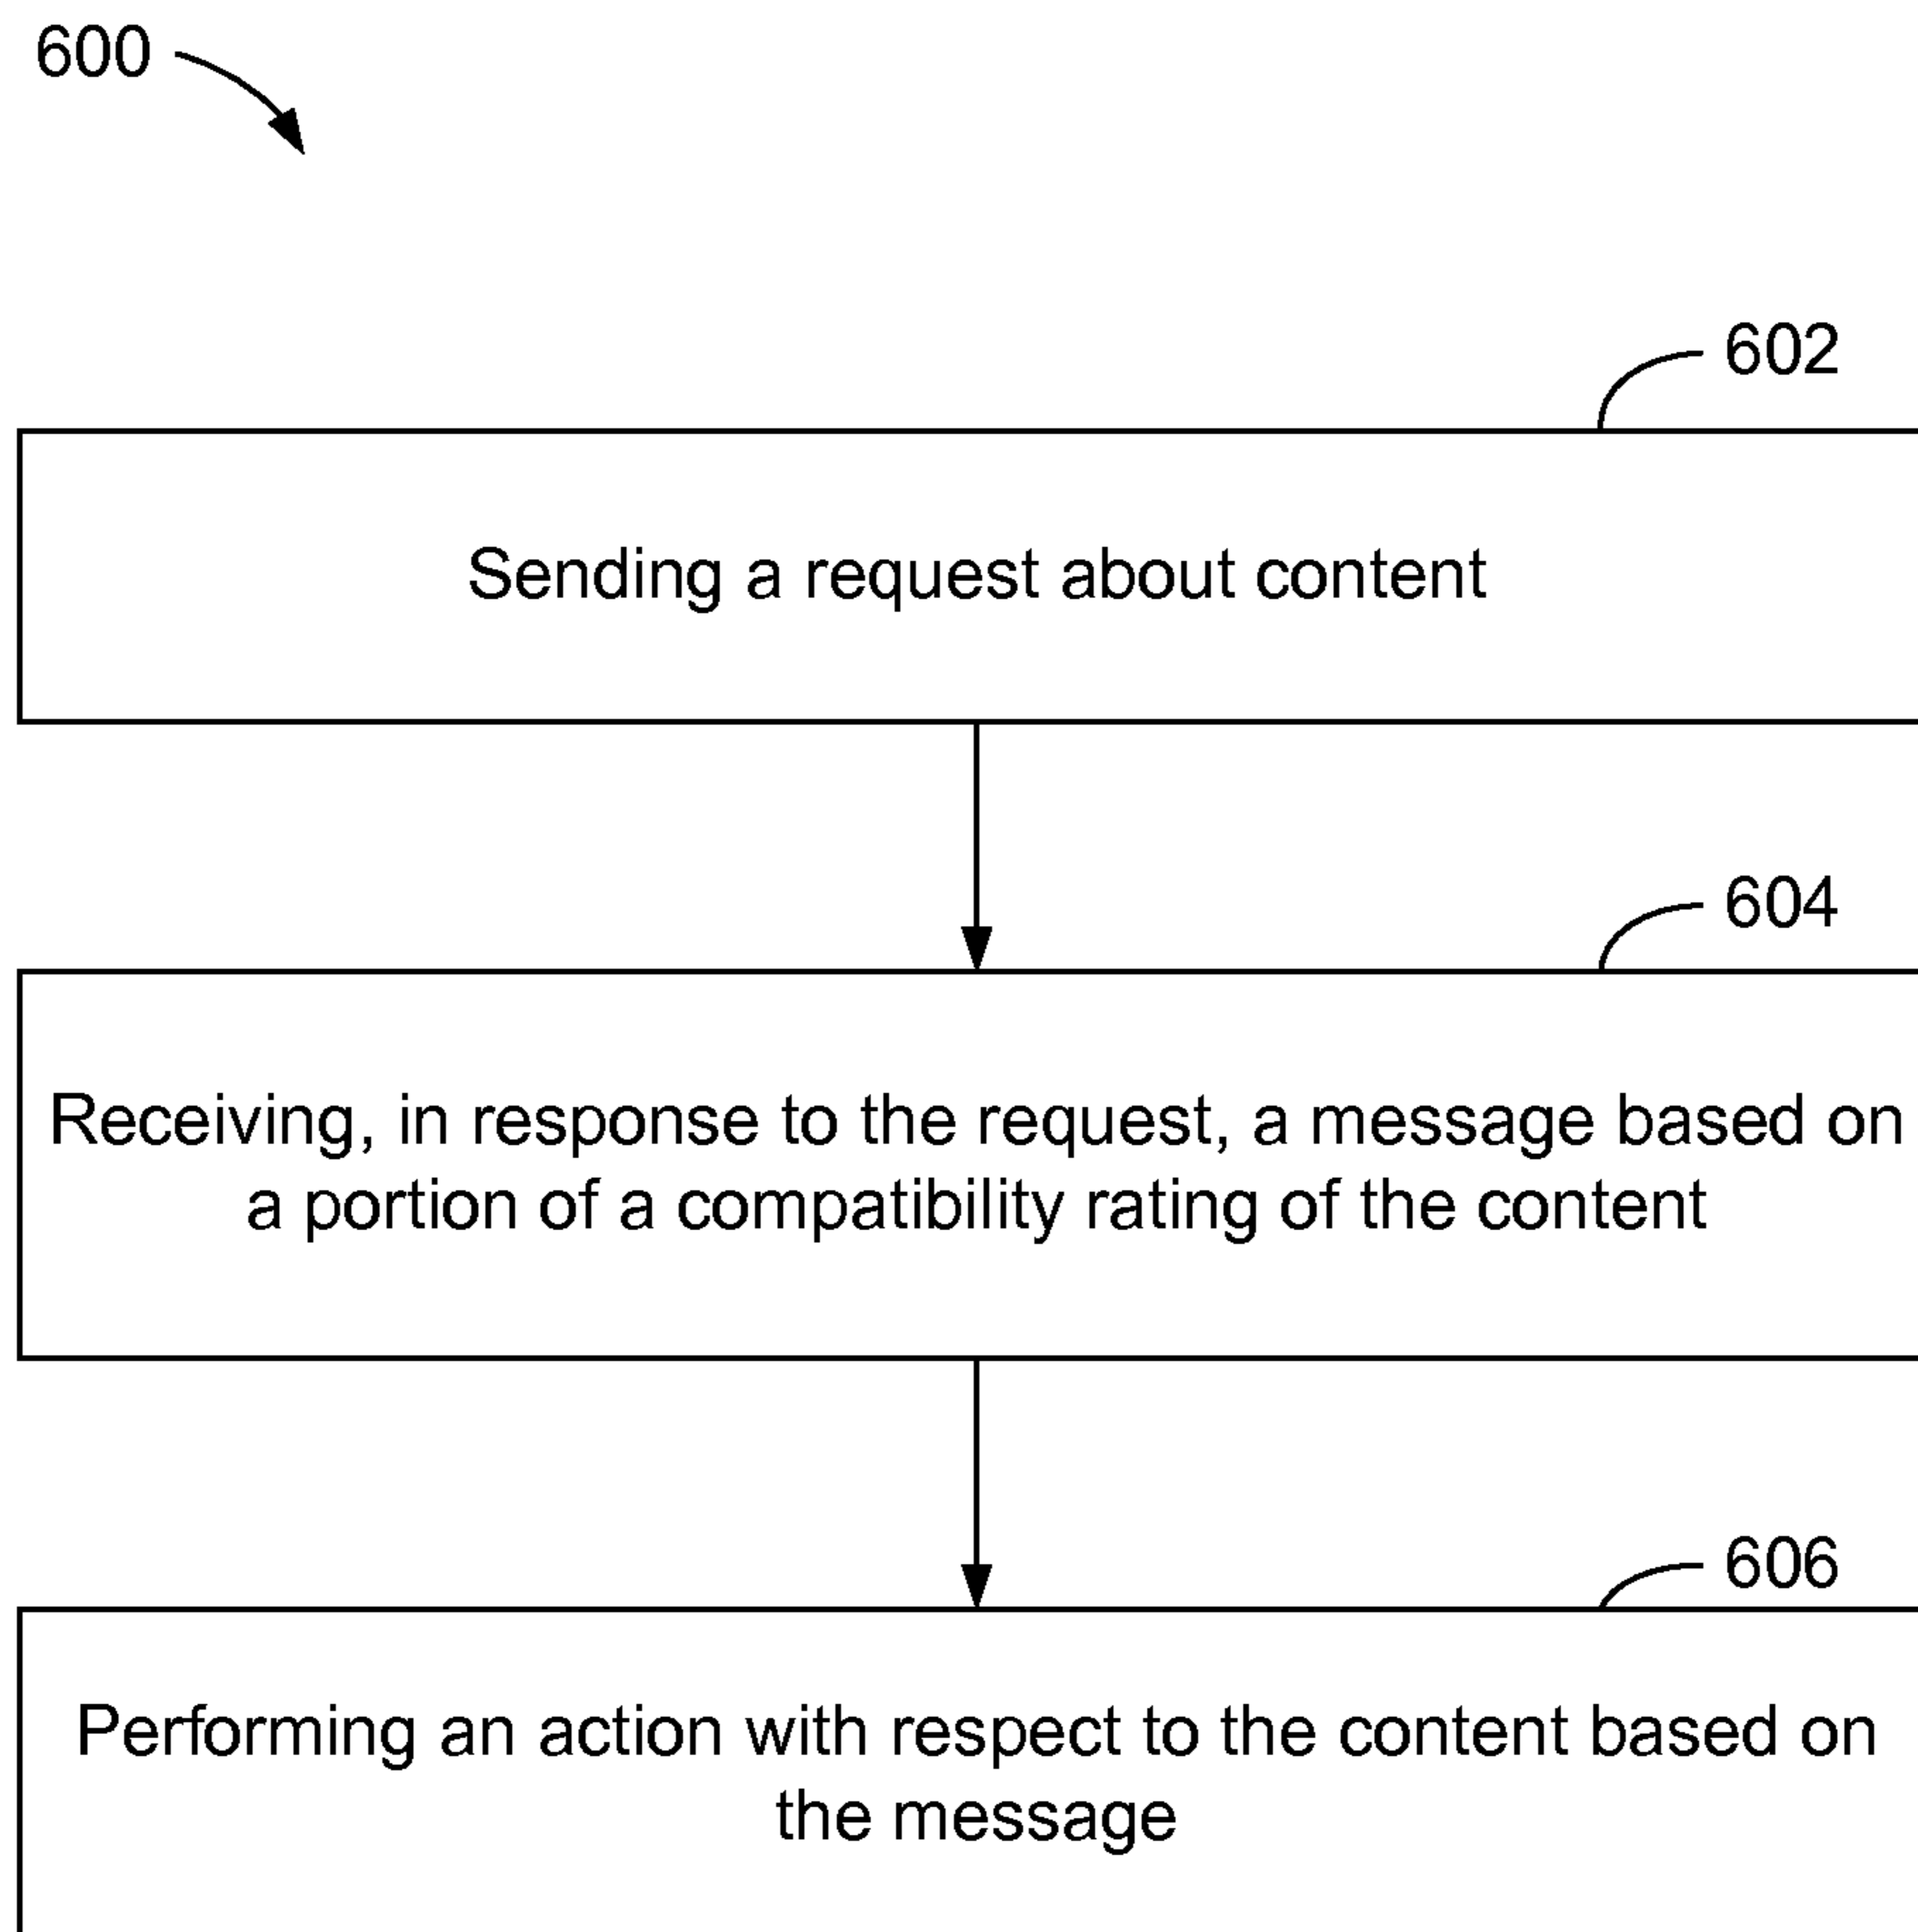 600
602
Sending a request about content
604
Receiving, in response to the request, a message based on
a portion of a compatibility rating of the content
606
Performing an action with respect to the content based on
the message